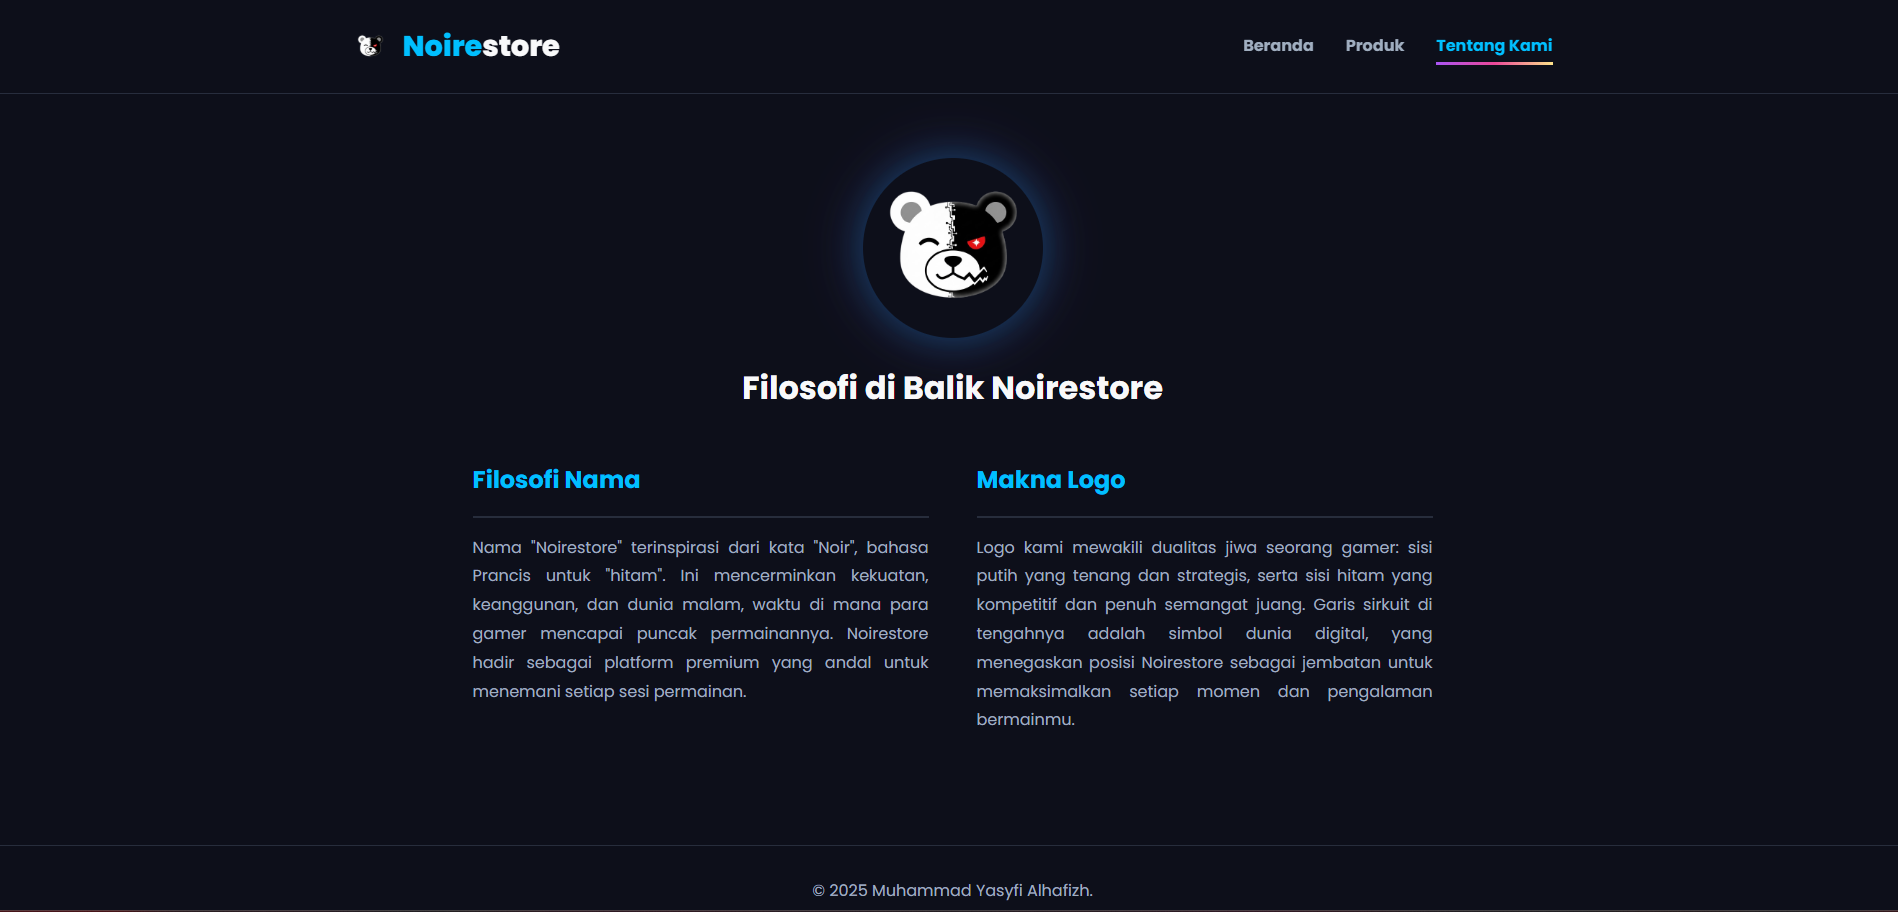 Noirestore
Beranda
Produk
Tentang Kami
Filosofi di Balik Noirestore
Filosofi Nama
Nama "Noirestore" terinspirasi dari kata "Noir", bahasa
Prancis untuk "hitam". Ini mencerminkan kekuatan,
keanggunan, dan dunia malam, waktu di mana para
gamer mencapai puncak permainannya. Noirestore
hadir sebagai platform premium yang andal untuk
menemani setiap sesi permainan.
Makna Logo
Logo kami mewakili dualitas jiwa seorang gamer: sisi
putih yang tenang dan strategis, serta sisi hitam yang
kompetitif dan penuh semangat juang. Garis sirkuit di
tengahnya adalah simbol dunia digital, yang
menegaskan posisi Noirestore sebagai jembatan untuk
memaksimalkan setiap momen dan pengalaman
bermainmu.
© 2025 Muhammad Yasyfi Alhafizh.